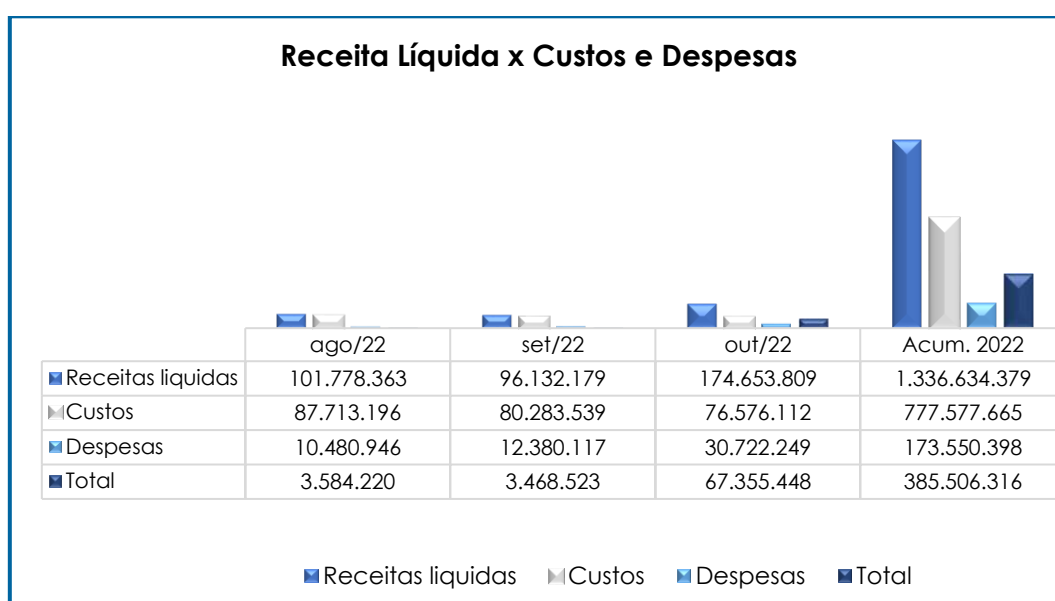 Receita Líquida x Custos e Despesas
ago/22 set/22 out/22 Acum. 2022
Receitas liquidas 101.778.363 96.132.179 174.653.809 1.336.634.379
Custos 87.713.196 80.283.539 76.576.112 777.577.665
Despesas 10.480.946 12.380.117 30.722.249 173.550.398
Total 3.584.220 3.468.523 67.355.448 385.506.316
Receitas liquidas Custos Despesas Total